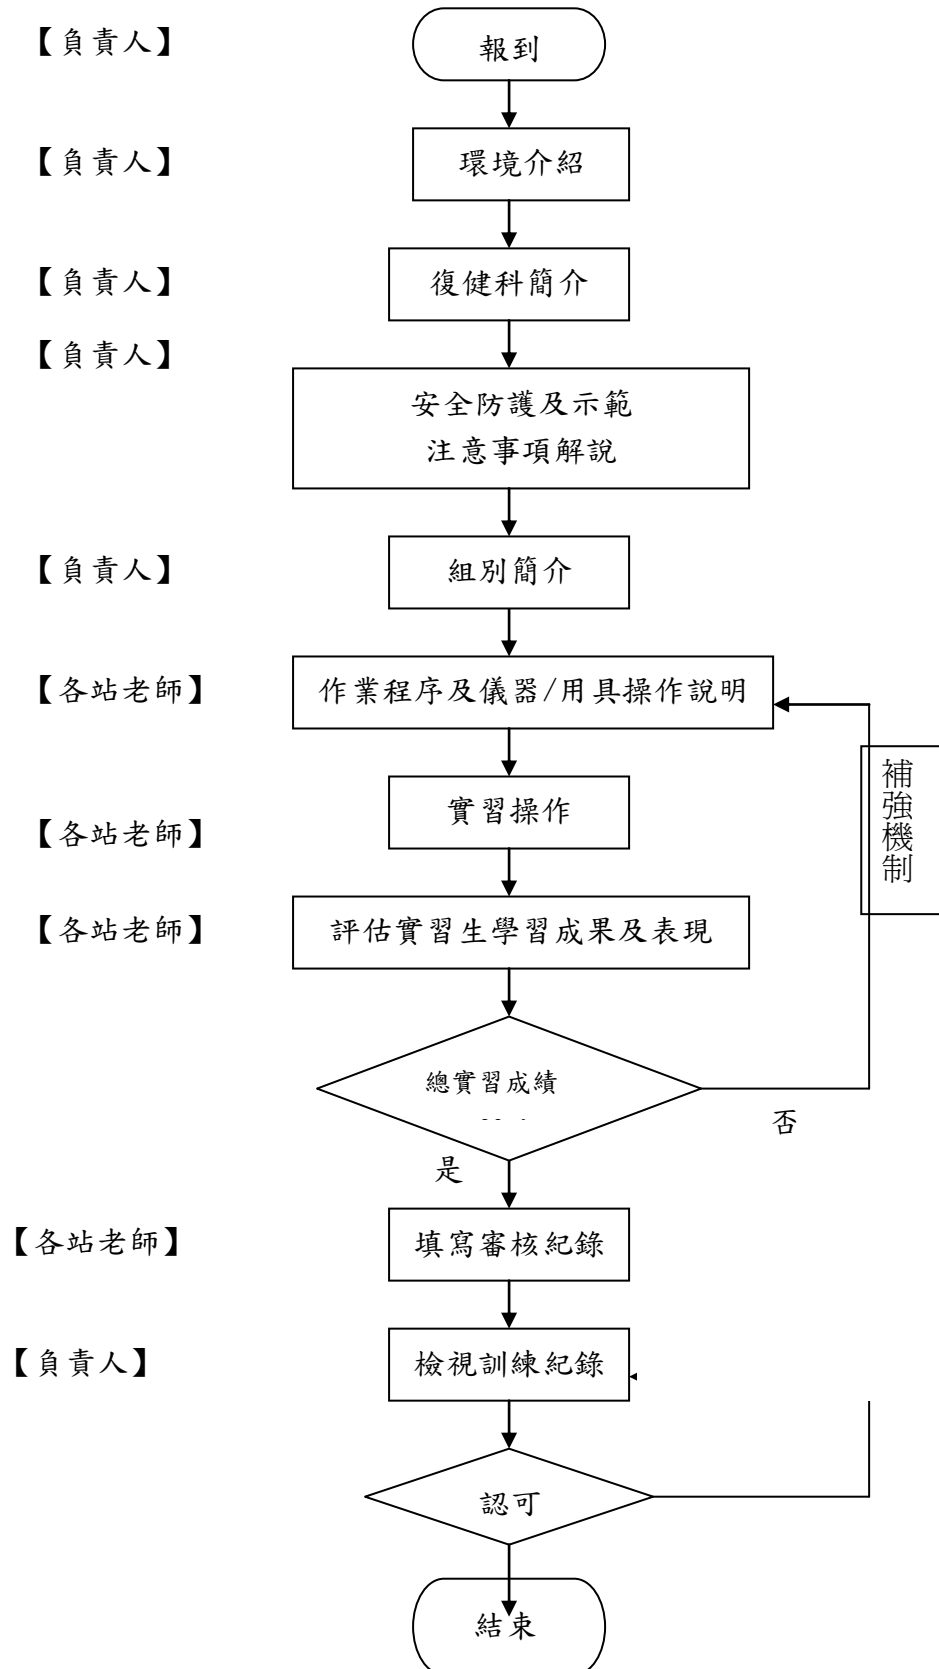 【負責人】 報到
【負責人】 環境介紹
【負責人】 復健科簡介
【負責人】
安全防護及示範
注意事項解說
【負責人】 組別簡介
【各站老師】 作業程序及儀器/用具操作說明
補強機制
實習操作
【各站老師】
【各站老師】 評估實習生學習成果及表現
總實習成績
否
是
【各站老師】 填寫審核紀錄
【負責人】 檢視訓練紀錄
認可
結束